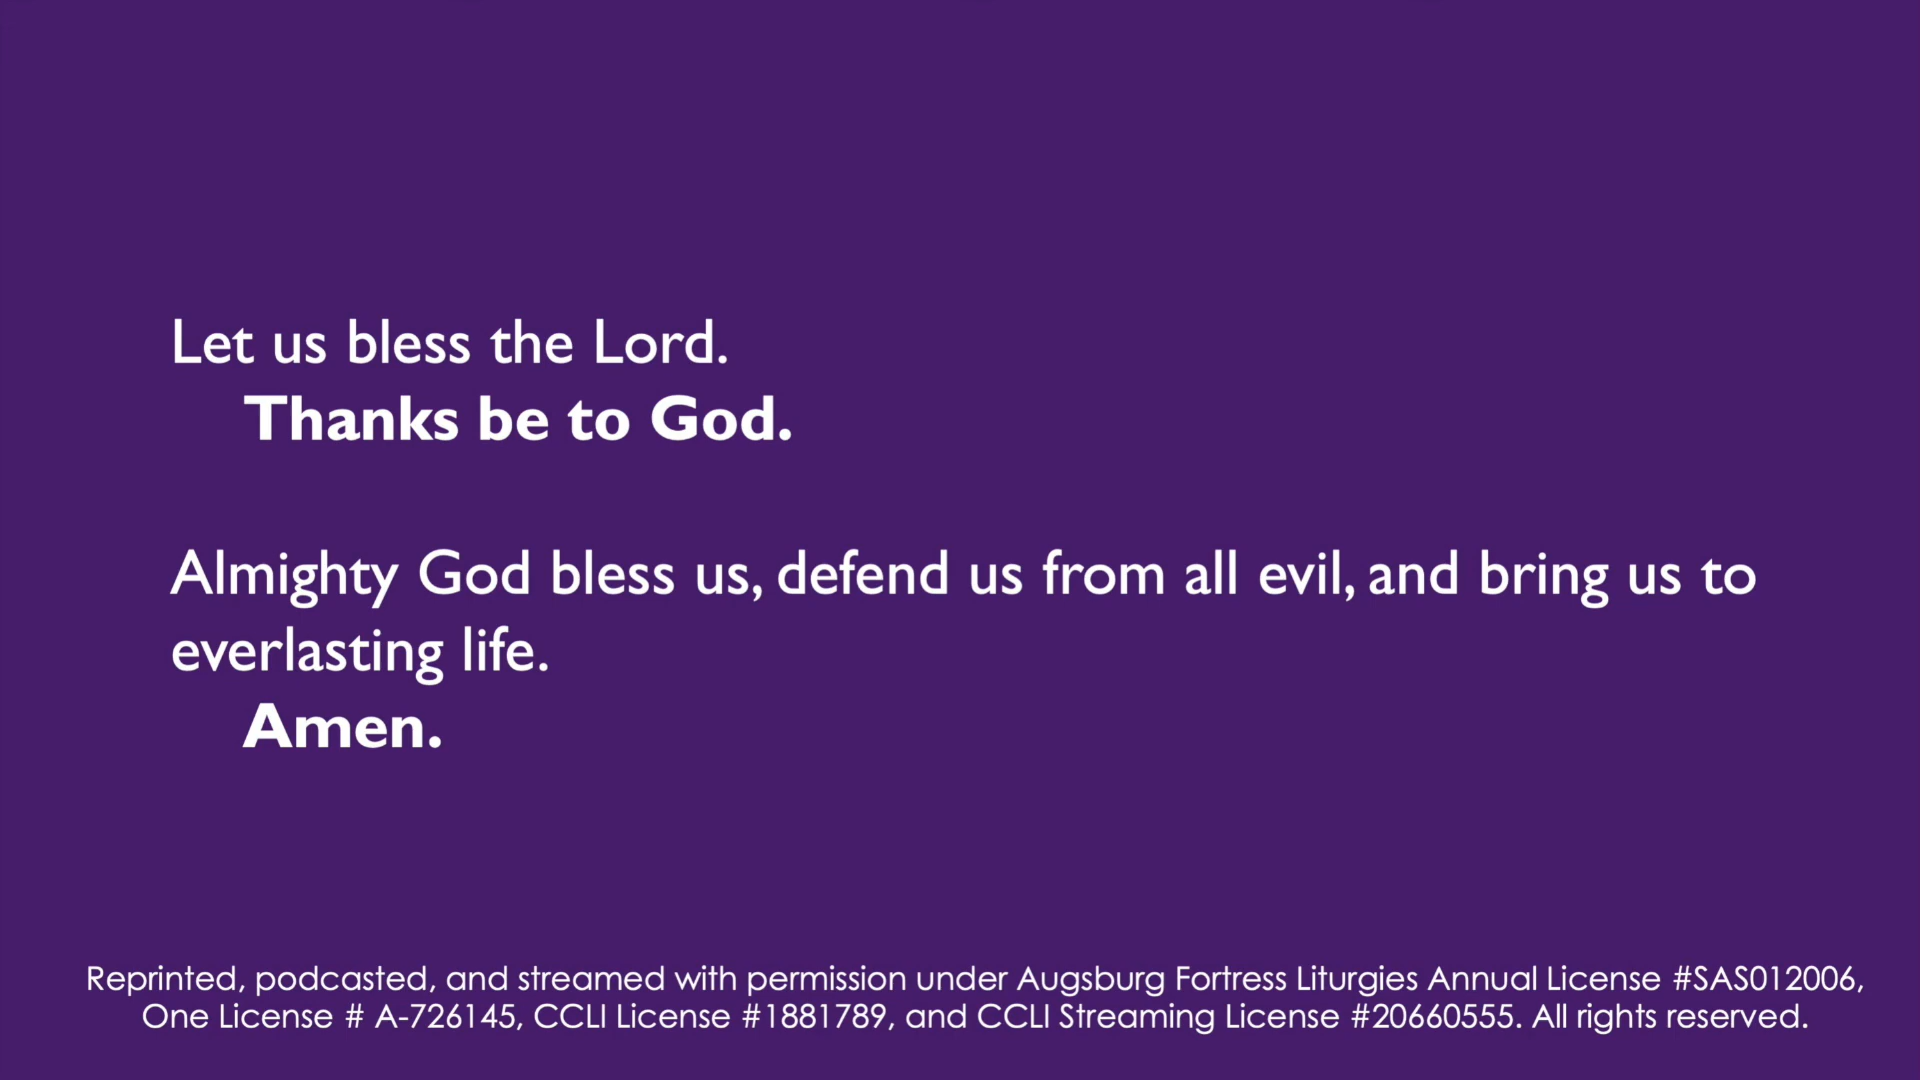 Let us bless the Lord.
Thanks be to God.
Almighty God bless us, defend us from all evil, and bring us to
everlasting life.
Amen.
Reprinted, podcasted, and streamed with permission under Augsburg Fortress Liturgies Annual License #SAS012006,
One License # A-726145, CCLI License #1881789, and CCLI Streaming License #20660555. All rights reserved.